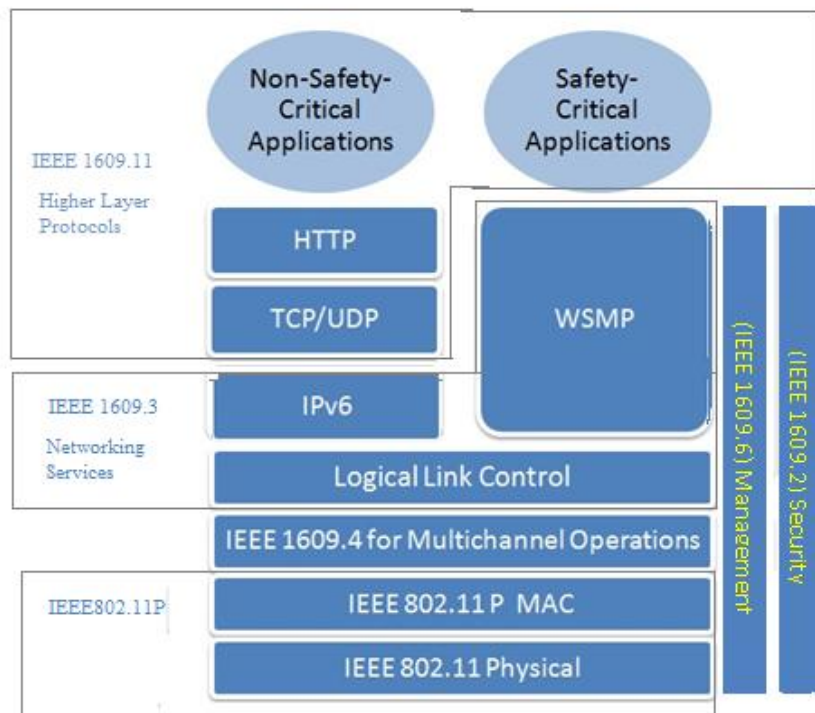 Non-Safety-
Critical
Applications
Safety-
Critical
Applications
IEEE 1609.11
Higher Layer
Protocols
HTTP
TCP/UDP
WSMP
IEEE 1609.3
Networking
Services
IPv6
Logical Link Control
IEEE 1609.4 for Multichannel Operations
IEEE802.11P
IEEE 802.11 P MAC
IEEE 802.11 Physical
(IEEE 1609.6) Management
(IEEE 1609.2) Security